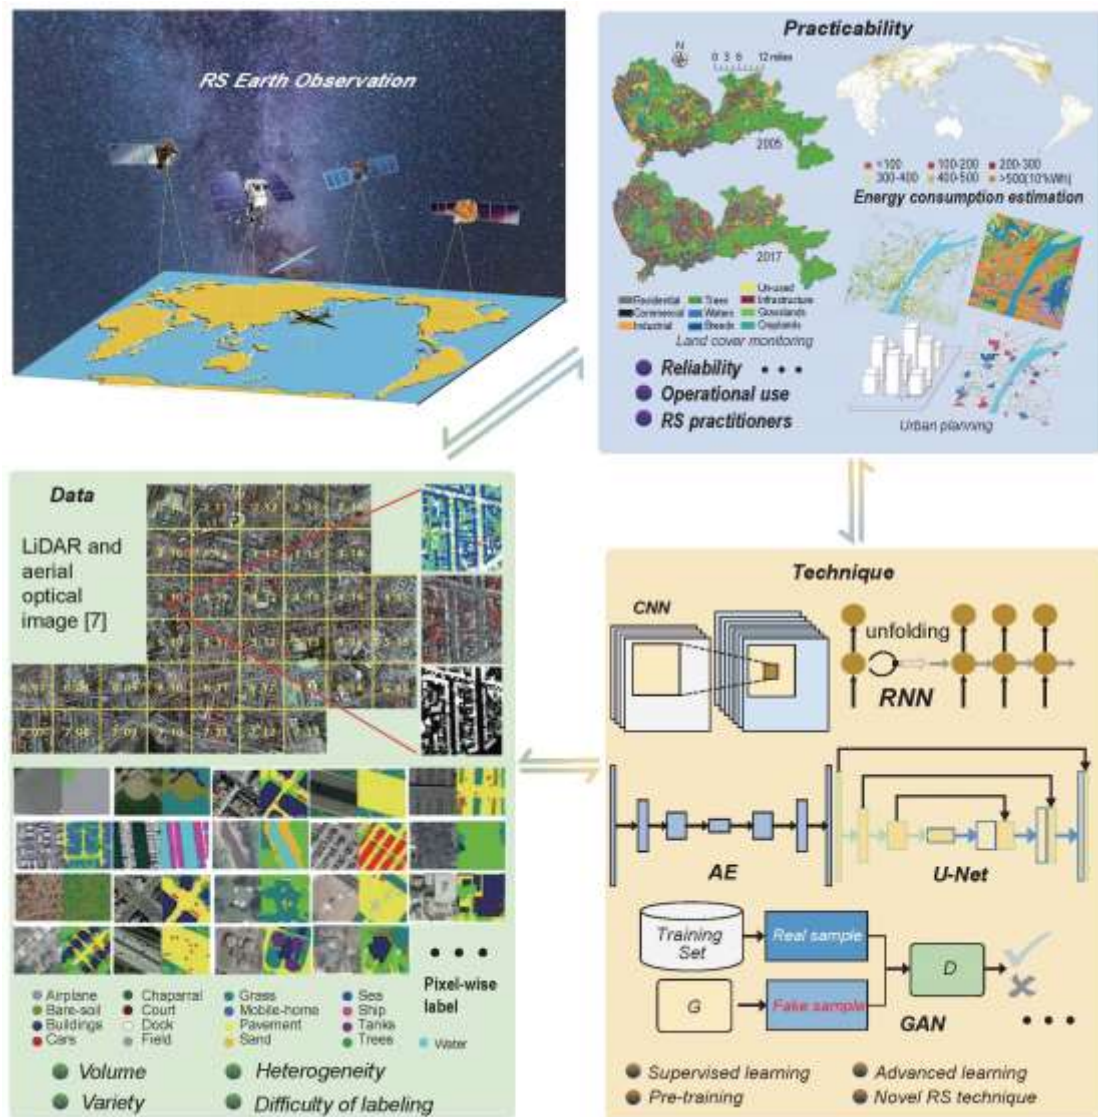 RS Earth Observation
Practicability
N
0 3 6 12 miles
2005
2017
<100 100-200 200-300
300-400 400-500 >500
Energy consumption estimation
Un-used
Residential Trees Infrastructure
Commercial Waters Grasslands
Industrial Croplands
Land cover monitoring
Reliability • • •
Operational use
RS practitioners
Urban planning
Data
LiDAR and
aerial
optical
image [7]
Pixel-wise
label
Airplane Chaparral Grass Sea
Bare-soil Court Mobile-home Ship
Buildings Dock Pavement Tanks
Cars Field Sand Trees
Water
Volume Heterogeneity
Variety Difficulty of labeling
Technique
CNN
unfolding
RNN
AE
U-Net
Training
Set
Real sample
D
G
Fake sample
GAN
• • •
Supervised learning Advanced learning
Pre-training Novel RS technique